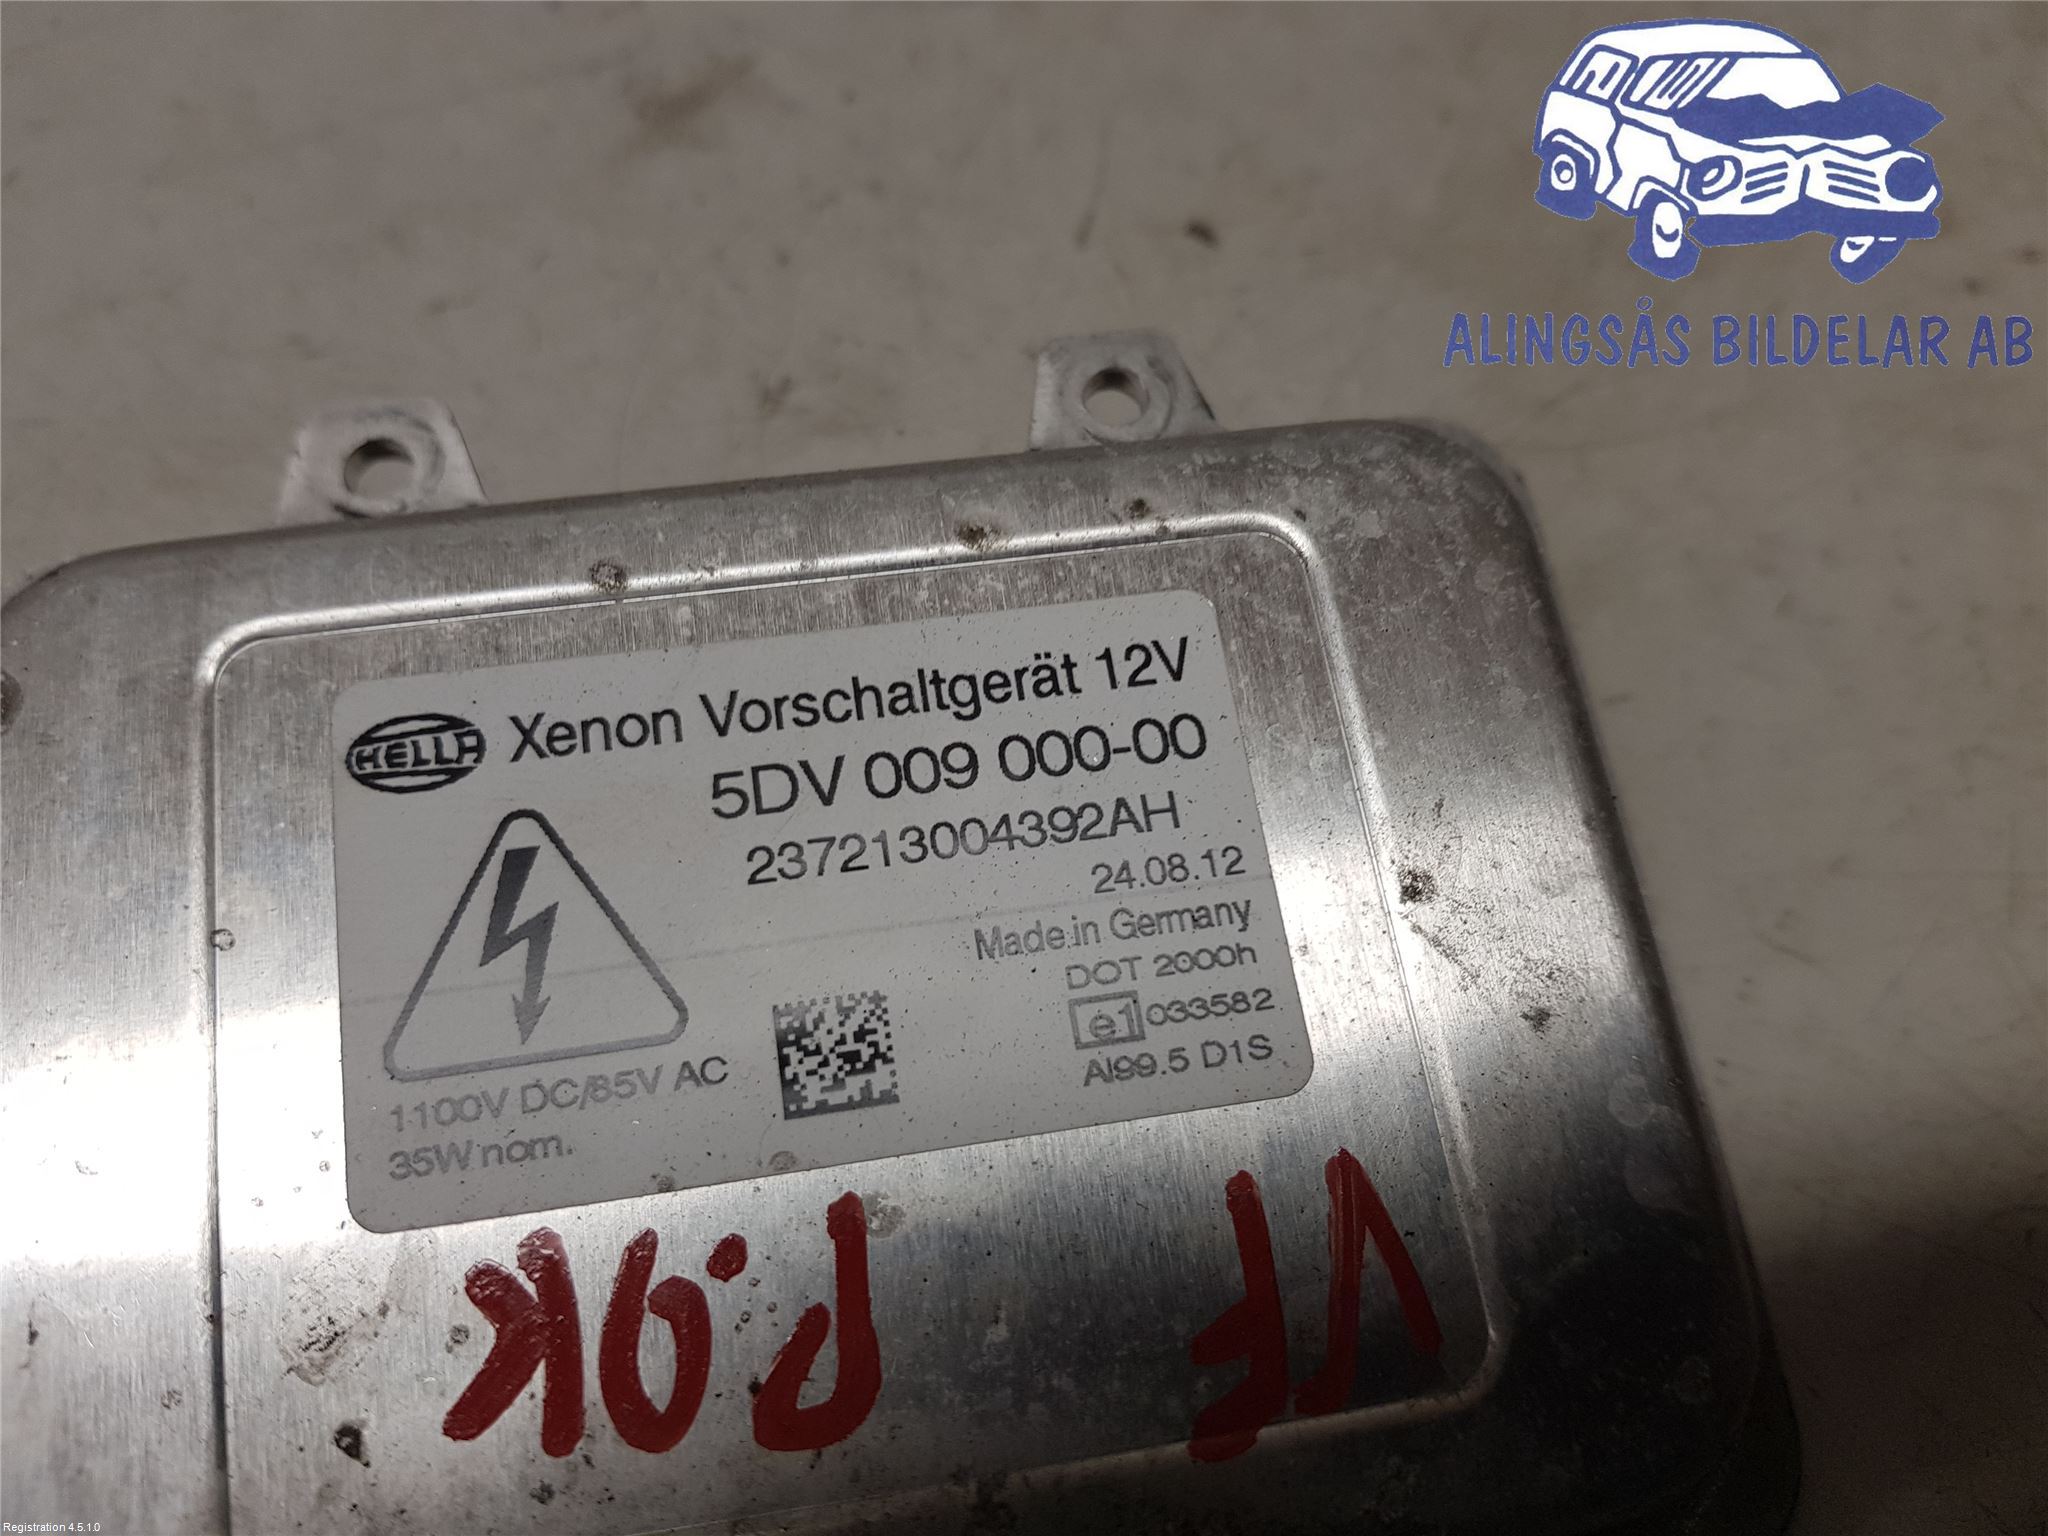 ALINGSÅS BILDELAR AB
HELLA Xenon Vorschaltgerät 12V
5DV 009 000-00
237213004392AH
24.08.12
Made in Germany
DOT 2000h
e1 033582
AI99.5 D1S
1100V DC/85V AC
35W nom.
VF P.OK
Registration 4.5.1.0